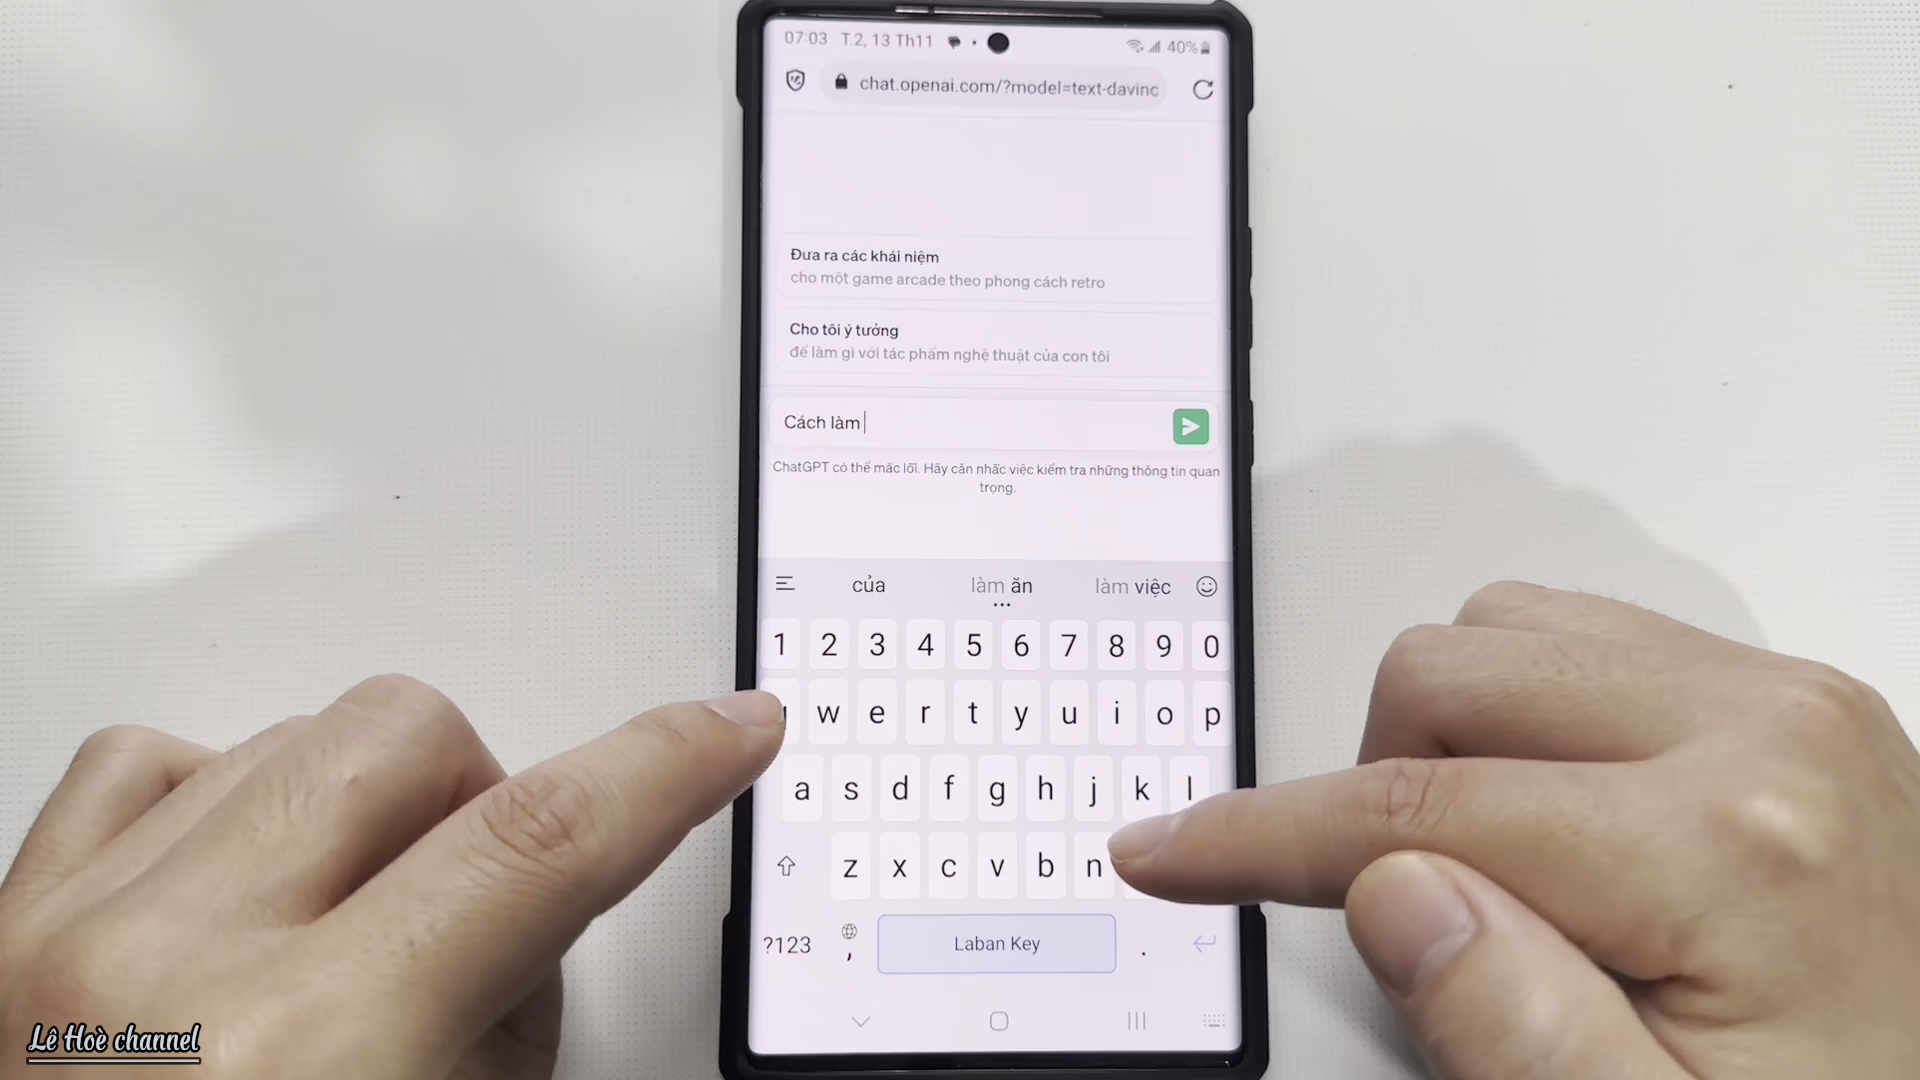 07:03 T.2, 13 Th11 40%
chat.openai.com/?model=text-davinc
Đưa ra các khái niệm
cho một game arcade theo phong cách retro
Cho tôi ý tưởng
để làm gì với tác phẩm nghệ thuật của con tôi
Cách làm
ChatGPT có thể mắc lỗi. Hãy cân nhắc việc kiểm tra những thông tin quan
trọng.
của làm ăn làm việc
1 2 3 4 5 6 7 8 9 0
w e r t y u i o p
a s d f g h j k l
z x c v b n
?123 , Laban Key .
Lê Hoè channel